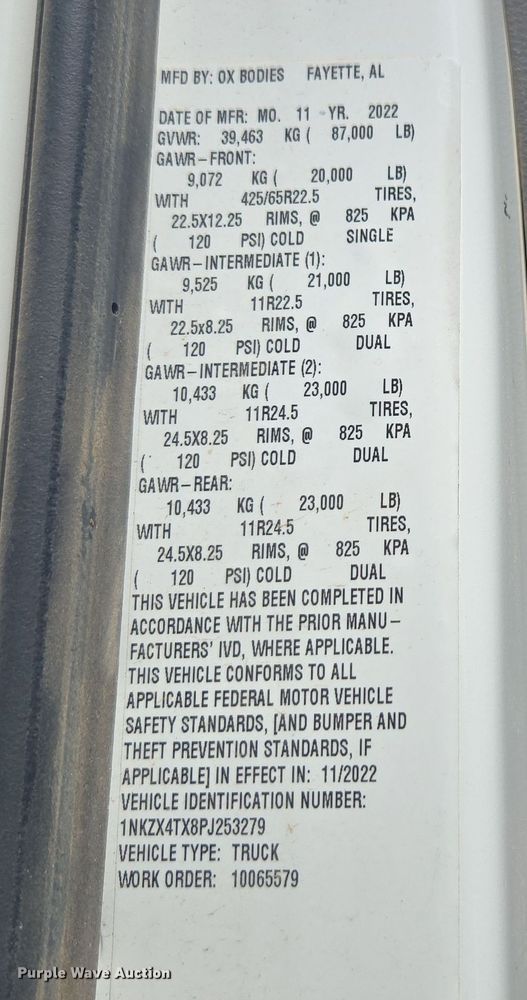 MFD BY: OX BODIES FAYETTE, AL
DATE OF MFR: MO. 11 - YR. 2022
GVWR: 39,463 KG ( 87,000 LB)
GAWR-FRONT:
9,072 KG ( 20,000 LB)
WITH 425/65R22.5 TIRES,
22.5X12.25 RIMS, @ 825 KPA
( 120 PSI) COLD SINGLE
GAWR-INTERMEDIATE (1):
9,525 KG ( 21,000 LB)
WITH 11R22.5 TIRES,
22.5x8.25 RIMS, @ 825 KPA
( 120 PSI) COLD DUAL
GAWR-INTERMEDIATE (2):
10,433 KG ( 23,000 LB)
WITH 11R24.5 TIRES,
24.5X8.25 RIMS, @ 825 KPA
( 120 PSI) COLD DUAL
GAWR-REAR:
10,433 KG ( 23,000 LB)
WITH 11R24.5 TIRES,
24.5X8.25 RIMS, @ 825 KPA
( 120 PSI) COLD DUAL
THIS VEHICLE HAS BEEN COMPLETED IN
ACCORDANCE WITH THE PRIOR MANU-
FACTURERS' IVD, WHERE APPLICABLE.
THIS VEHICLE CONFORMS TO ALL
APPLICABLE FEDERAL MOTOR VEHICLE
SAFETY STANDARDS, [AND BUMPER AND
THEFT PREVENTION STANDARDS, IF
APPLICABLE] IN EFFECT IN: 11/2022
VEHICLE IDENTIFICATION NUMBER:
1NKZX4TX8PJ253279
VEHICLE TYPE: TRUCK
WORK ORDER: 10065579
Purple Wave Auction